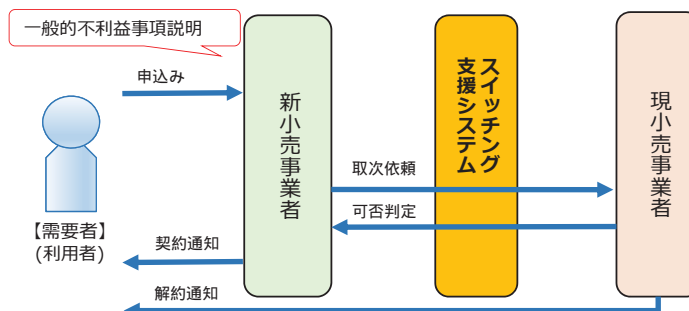 一般的不利益事項説明
申込み
新小売事業者
スイッチング
支援システム
現小売事業者
取次依頼
可否判定
【需要者】
(利用者)
契約通知
解約通知